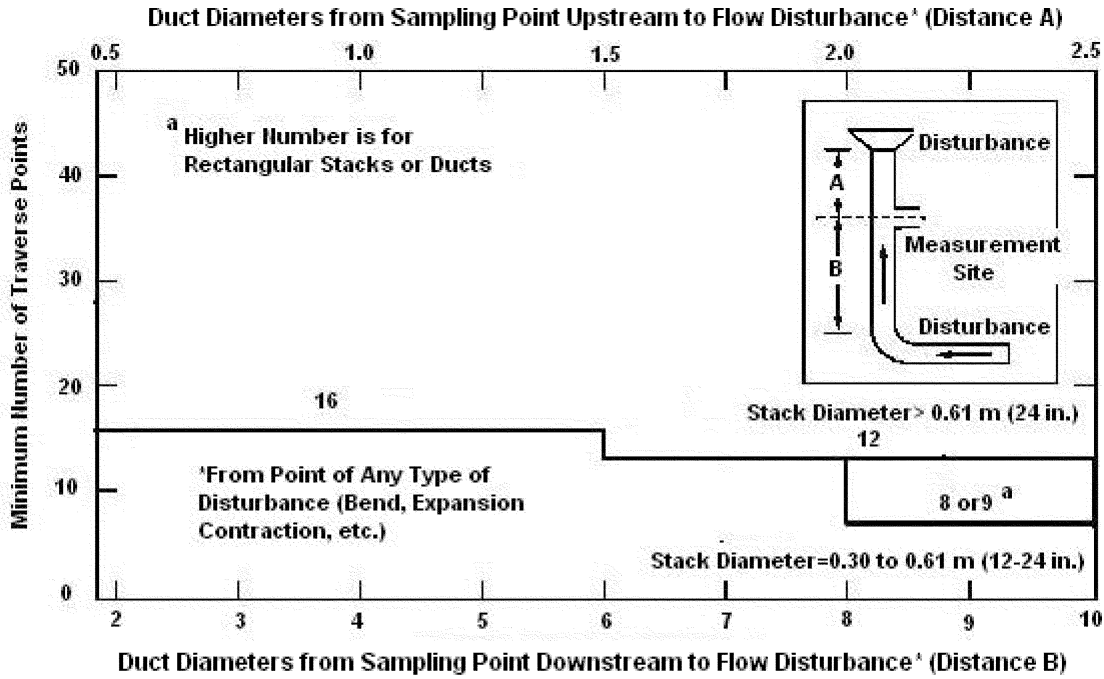 Duct Diameters from Sampling Point Upstream to Flow Disturbance* (Distance A)
0.5 1.0 1.5 2.0 2.5
50
40
30
20
10
0
Minimum Number of Traverse Points
a Higher Number is for
Rectangular Stacks or Ducts
Disturbance
A
Measurement
Site
B
Disturbance
Stack Diameter> 0.61 m (24 in.)
16
12
*From Point of Any Type of
Disturbance (Bend, Expansion
Contraction, etc.)
8 or9 a
Stack Diameter=0.30 to 0.61 m (12-24 in.)
2 3 4 5 6 7 8 9 10
Duct Diameters from Sampling Point Downstream to Flow Disturbance* (Distance B)